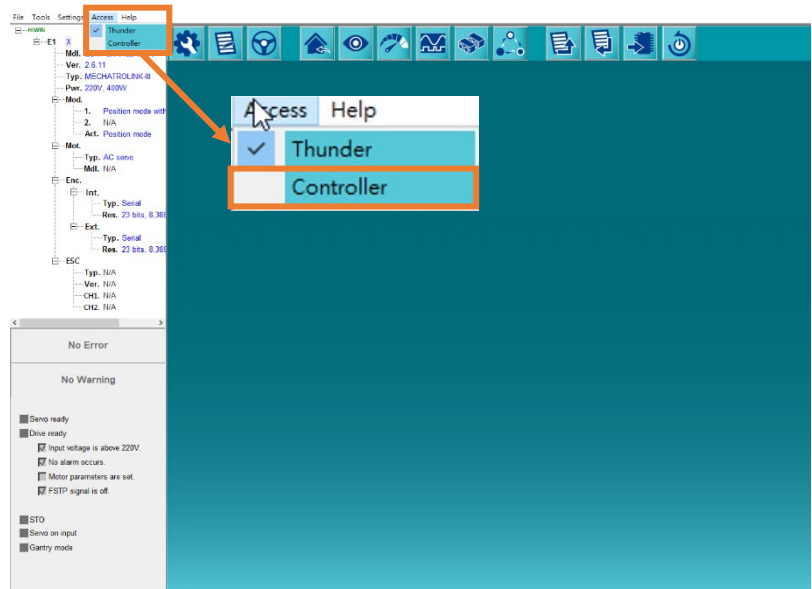 File Tools Settings Access Help
Thunder
Controller
HIWIN
E1 X
Mdl.
Ver. 2.6.11
Typ. MECHATROLINK-III
Pwr. 220V, 400W
Mod.
1. Position mode with
2. N/A
Act. Position mode
Mot.
Typ. AC servo
Mdl. N/A
Enc.
Int.
Typ. Serial
Res. 23 bits, 8,388
Ext.
Typ. Serial
Res. 23 bits, 8,388
ESC
Typ. N/A
Ver. N/A
CH1. N/A
CH2. N/A
No Error
No Warning
Servo ready
Drive ready
Input voltage is above 220V.
No alarm occurs.
Motor parameters are set.
FSTP signal is off.
STO
Servo on input
Gantry mode
Access Help
Thunder
Controller